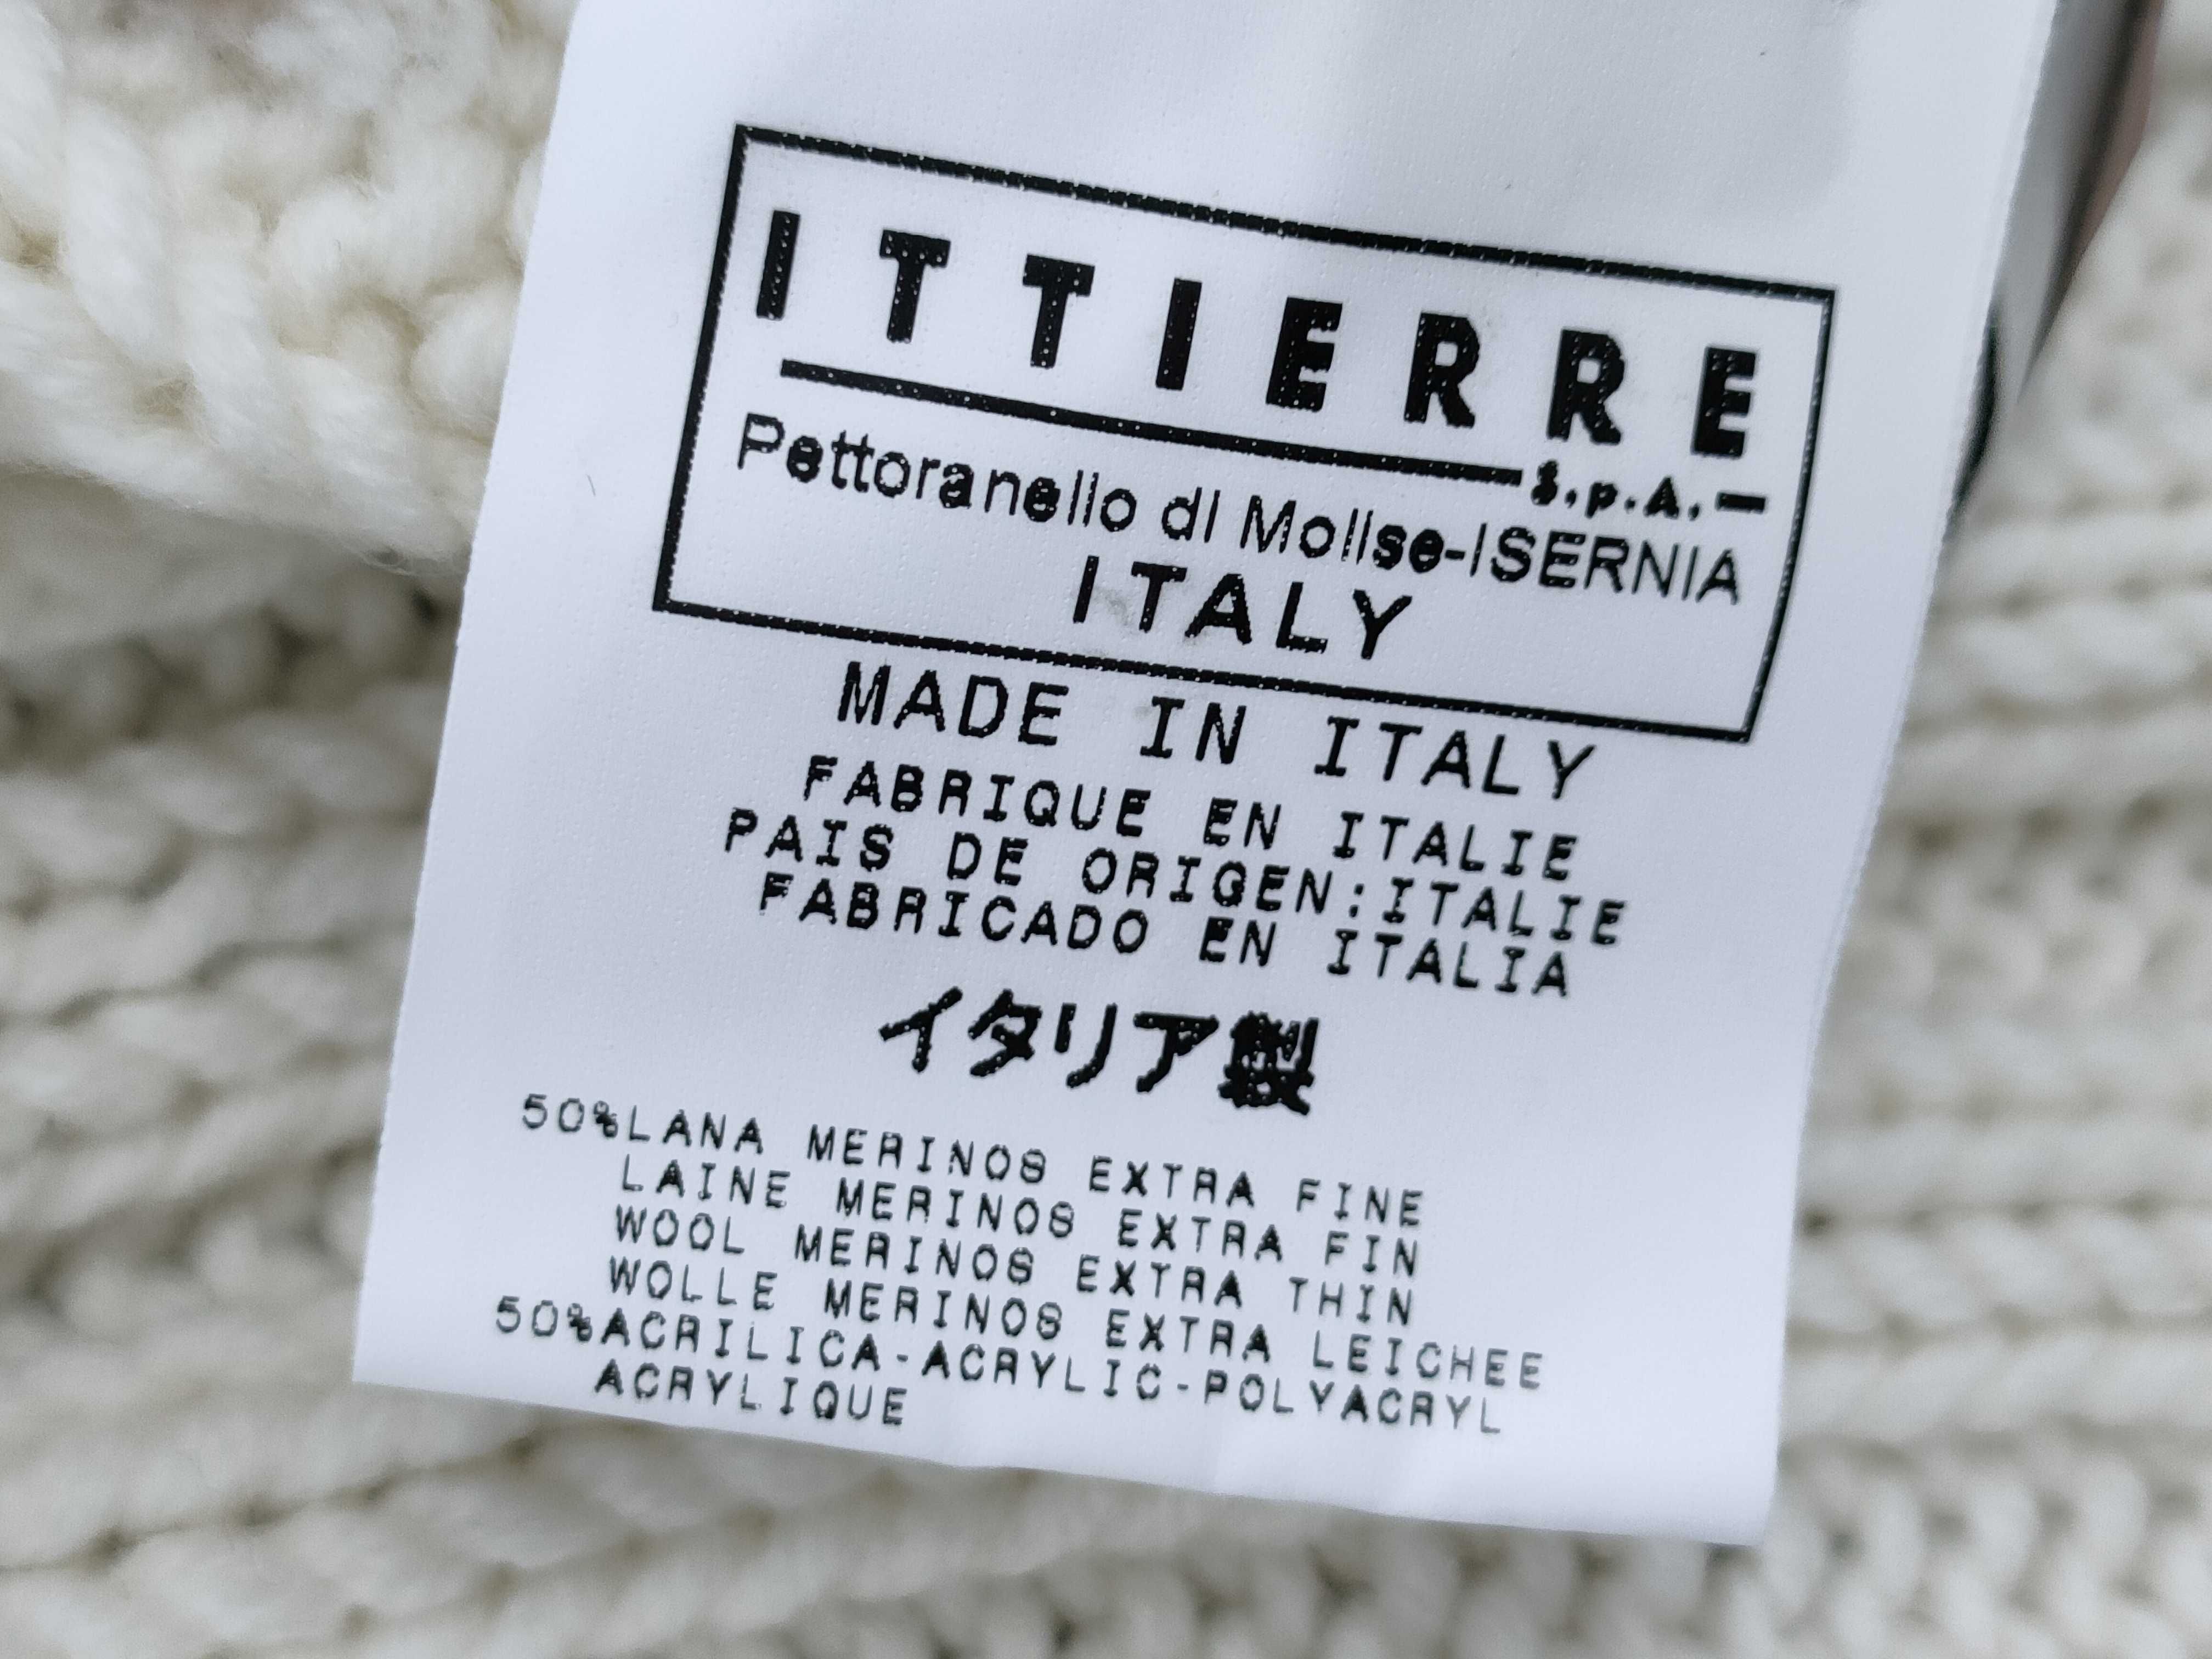 ITTIERRE
S.p.A.
Pettoranello di Molise-ISERNIA
ITALY
MADE IN ITALY
FABRIQUE EN ITALIE
PAIS DE ORIGEN:ITALIE
FABRICADO EN ITALIA
イタリア製
50%LANA MERINOS EXTRA FINE
LAINE MERINOS EXTRA FIN
WOOL MERINOS EXTRA THIN
WOLLE MERINOS EXTRA LEICHEE
50%ACRILICA-ACRYLIC-POLYACRYL
ACRYLIQUE